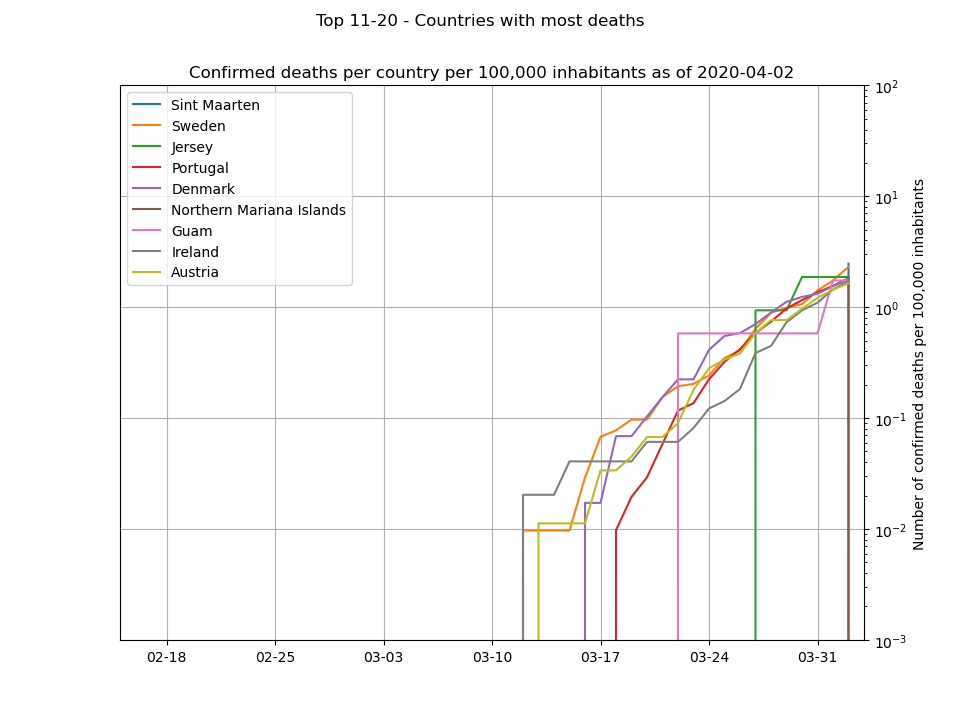 Top 11-20 - Countries with most deaths
Confirmed deaths per country per 100,000 inhabitants as of 2020-04-02
Sint Maarten
Sweden
Jersey
Portugal
Denmark
Northern Mariana Islands
Guam
Ireland
Austria
10²
10¹
10⁰
10⁻¹
10⁻²
10⁻³
Number of confirmed deaths per 100,000 inhabitants
02-18 02-25 03-03 03-10 03-17 03-24 03-31